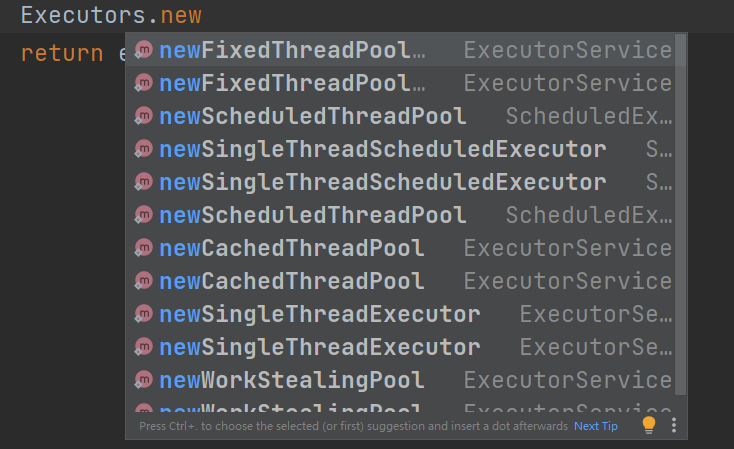 Executors.new
return e
newFixedThreadPool… ExecutorService
newFixedThreadPool… ExecutorService
newScheduledThreadPool ScheduledEx…
newSingleThreadScheduledExecutor S…
newSingleThreadScheduledExecutor S…
newScheduledThreadPool ScheduledEx…
newCachedThreadPool ExecutorService
newCachedThreadPool ExecutorService
newSingleThreadExecutor ExecutorSe…
newSingleThreadExecutor ExecutorSe…
newWorkStealingPool ExecutorService
newWorkStealingPool ExecutorService
Press Ctrl+. to choose the selected (or first) suggestion and insert a dot afterwards Next Tip